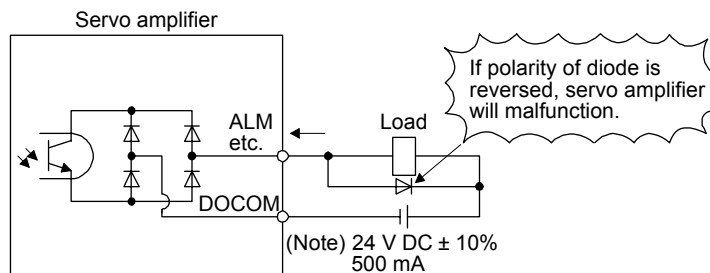 Servo amplifier
If polarity of diode is
reversed, servo amplifier
will malfunction.
ALM
etc.
Load
DOCOM
(Note) 24 V DC ± 10%
500 mA